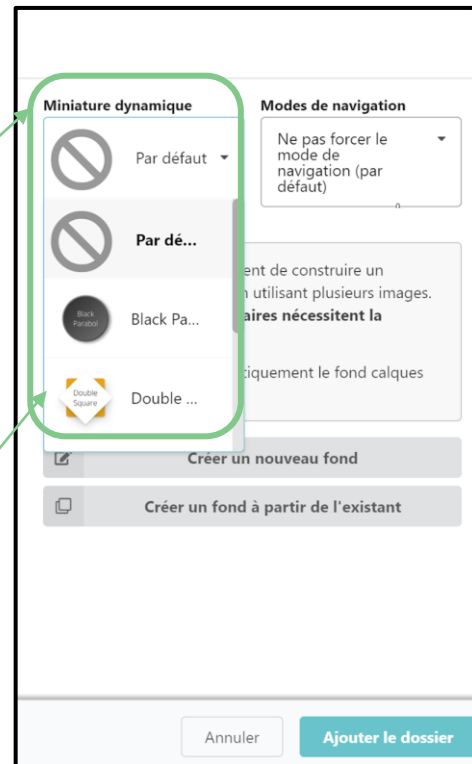 Miniature dynamique
Modes de navigation
Par défaut
Ne pas forcer le
mode de
navigation (par
défaut)
Par dé...
Black
Parabol
Black Pa...
Double
Square
Double ...
ent de construire un
utilisant plusieurs images.
aires nécessitent la
tiquement le fond calques
Créer un nouveau fond
Créer un fond à partir de l'existant
Annuler
Ajouter le dossier